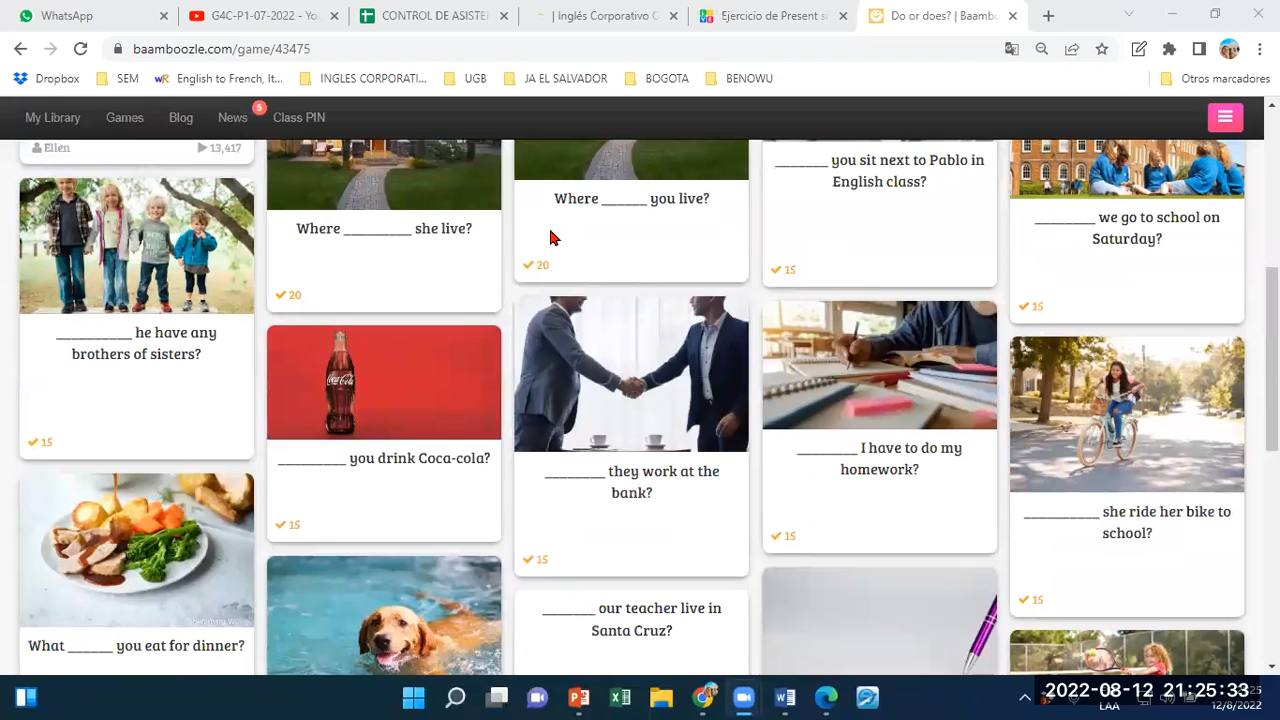 WhatsApp
G4C-P1-07-2022 - Yo
CONTROL DE ASISTE
| Inglés Corporativo C
Ejercicio de Present si
Do or does? | Baamb
baamboozle.com/game/43475
Dropbox
SEM
English to French, It...
INGLES CORPORATI...
UGB
JA EL SALVADOR
BOGOTA
BENOWU
Otros marcadores
My Library
Games
Blog
News
5
Class PIN
Ellen
13,417
__________ he have any
brothers of sisters?
15
What ______ you eat for dinner?
Where _________ she live?
20
_________ you drink Coca-cola?
15
Where ______ you live?
20
________ they work at the
bank?
15
_______ our teacher live in
Santa Cruz?
_______ you sit next to Pablo in
English class?
15
________ I have to do my
homework?
15
________ we go to school on
Saturday?
15
__________ she ride her bike to
school?
15
2022-08-12 21:25:33
LAA
12/8/2022